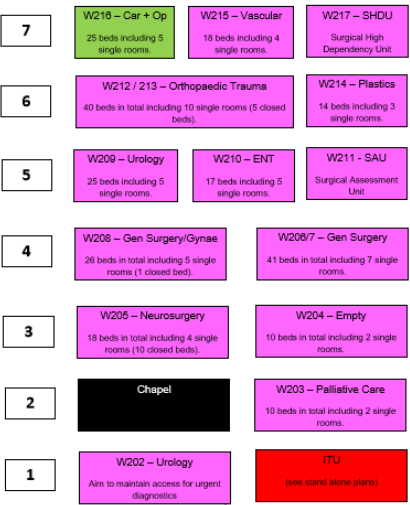 7
W216 – Car + Op
25 beds including 5
single rooms.
W215 – Vascular
18 beds including 4
single rooms.
W217 – SHDU
Surgical High
Dependency Unit
6
W212 / 213 – Orthopaedic Trauma
40 beds in total including 10 single rooms (5 closed
beds).
W214 – Plastics
14 beds including 3
single rooms.
5
W209 – Urology
25 beds including 5
single rooms.
W210 – ENT
17 beds including 5
single rooms.
W211 - SAU
Surgical Assessment
Unit
4
W208 – Gen Surgery/Gynae
26 beds in total including 5 single
rooms (1 closed bed).
W206/7 – Gen Surgery
41 beds in total including 7 single
rooms.
3
W205 – Neurosurgery
18 beds in total including 4 single
rooms (10 closed beds).
W204 – Empty
10 beds in total including 2 single
rooms.
2
Chapel
W203 – Palliative Care
10 beds in total including 2 single
rooms.
1
W202 – Urology
Aim to maintain access for urgent
diagnostics
ITU
(see stand alone plans)